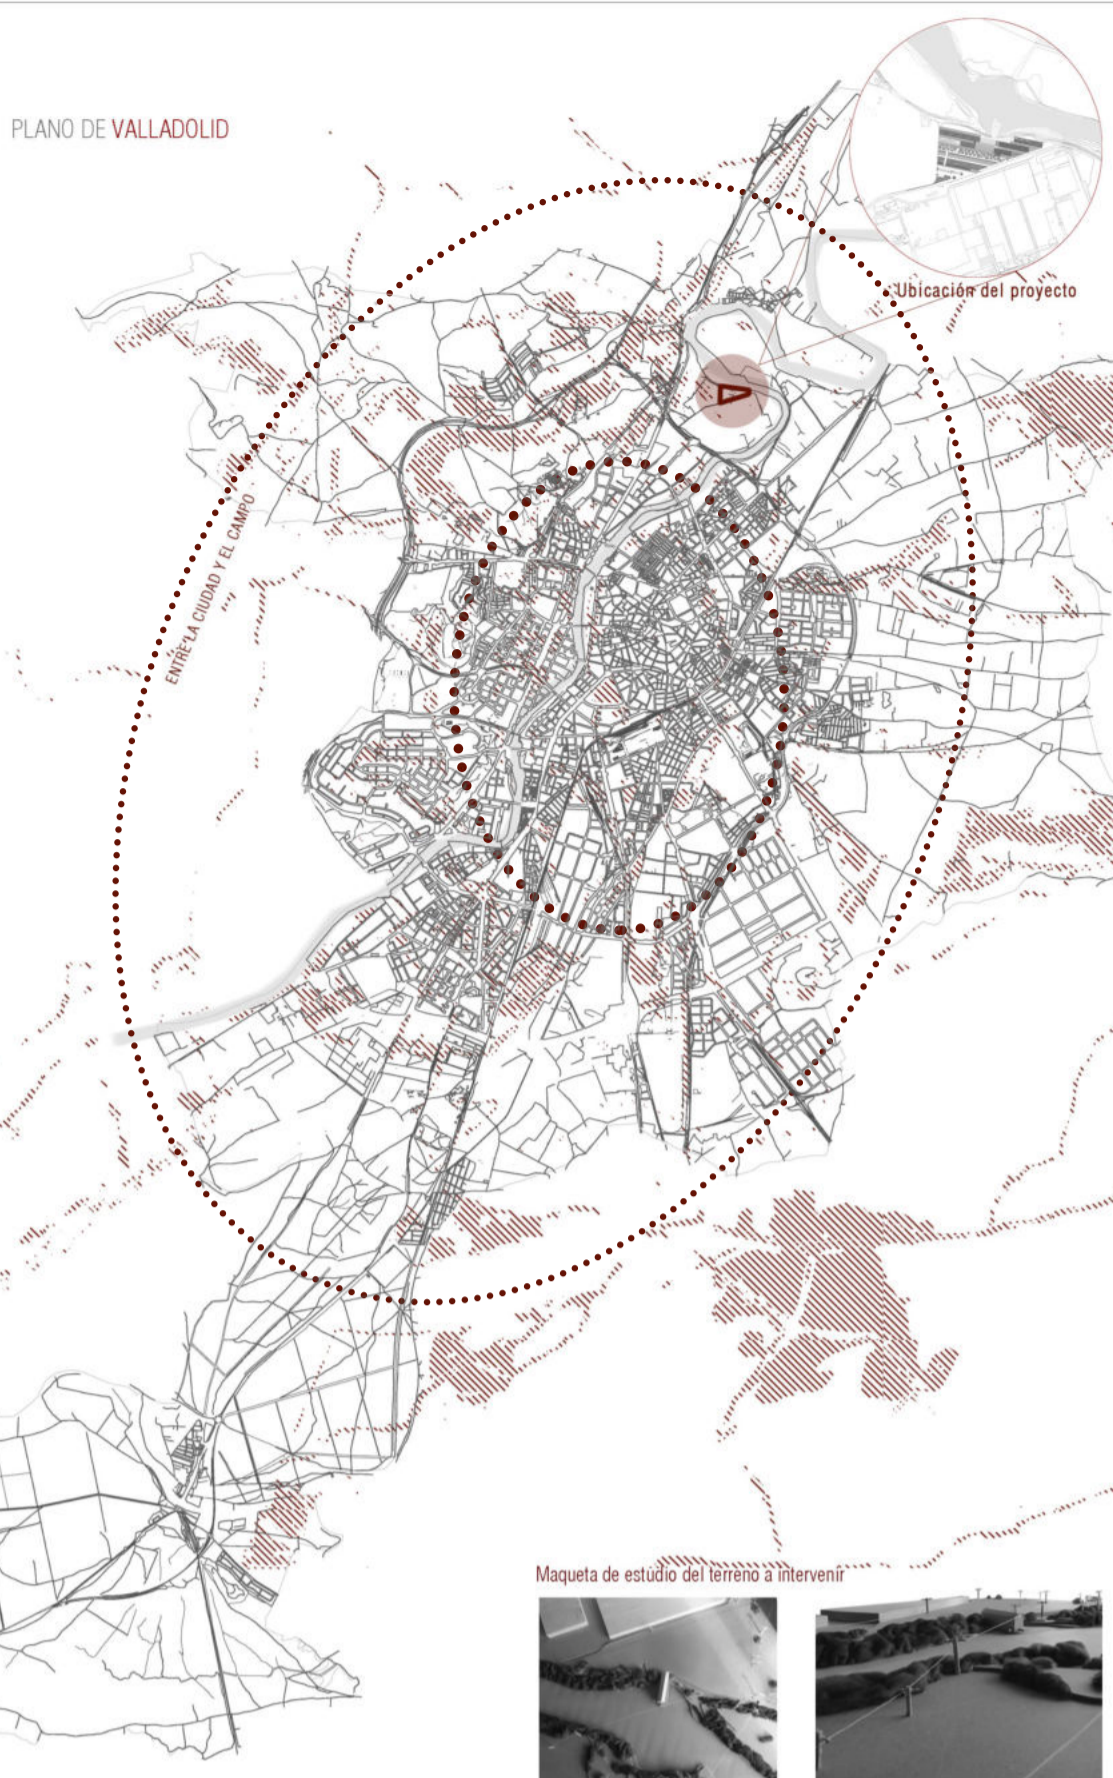 PLANO DE VALLADOLID
Ubicación del proyecto
ENTRE LA CIUDAD Y EL CAMPO
Maqueta de estudio del terreno a intervenir